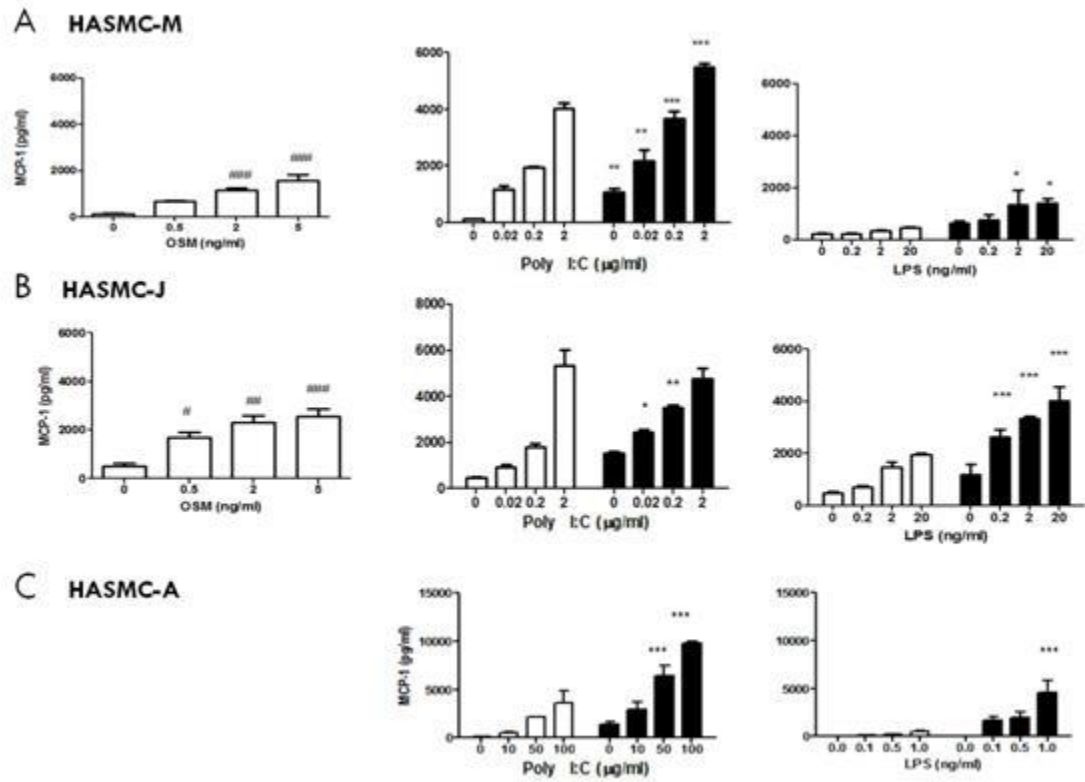 A HASMC-M
MCP-1 (pg/ml)
6000
4000
2000
0
###
###
0 0.5 2 5
OSM (ng/ml)
6000
4000
2000
0
** ** *** ***
0 0.02 0.2 2 0 0.02 0.2 2
Poly I:C (μg/ml)
6000
4000
2000
0
* *
0 0.2 2 20 0 0.2 2 20
LPS (ng/ml)
B HASMC-J
MCP-1 (pg/ml)
6000
4000
2000
0
# ## ###
0 0.5 2 5
OSM (ng/ml)
8000
6000
4000
2000
0
* **
0 0.02 0.2 2 0 0.02 0.2 2
Poly I:C (μg/ml)
6000
4000
2000
0
*** *** ***
0 0.2 2 20 0 0.2 2 20
LPS (ng/ml)
C HASMC-A
MCP-1 (pg/ml)
15000
10000
5000
0
*** ***
0 10 50 100 0 10 50 100
Poly I:C (μg/ml)
15000
10000
5000
0
***
0.0 0.1 0.5 1.0 0.0 0.1 0.5 1.0
LPS (ng/ml)